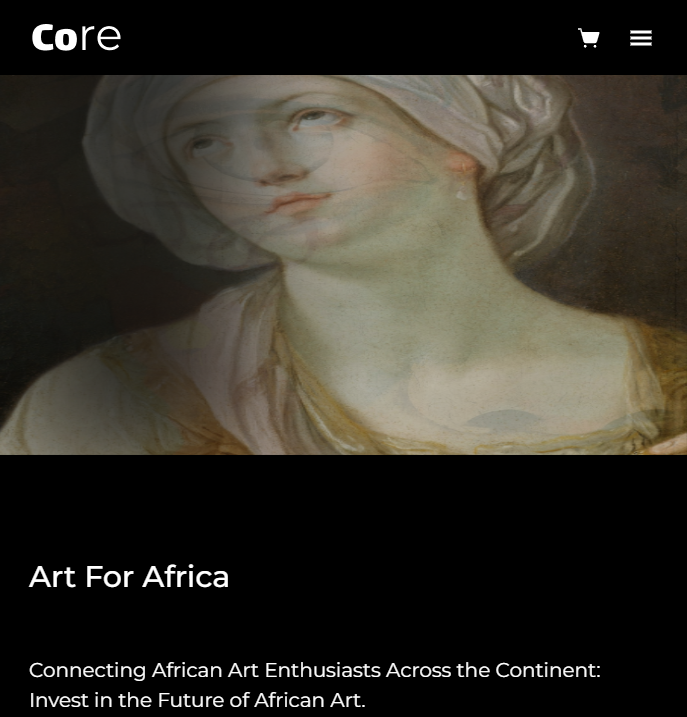 Core
Art For Africa
Connecting African Art Enthusiasts Across the Continent:
Invest in the Future of African Art.